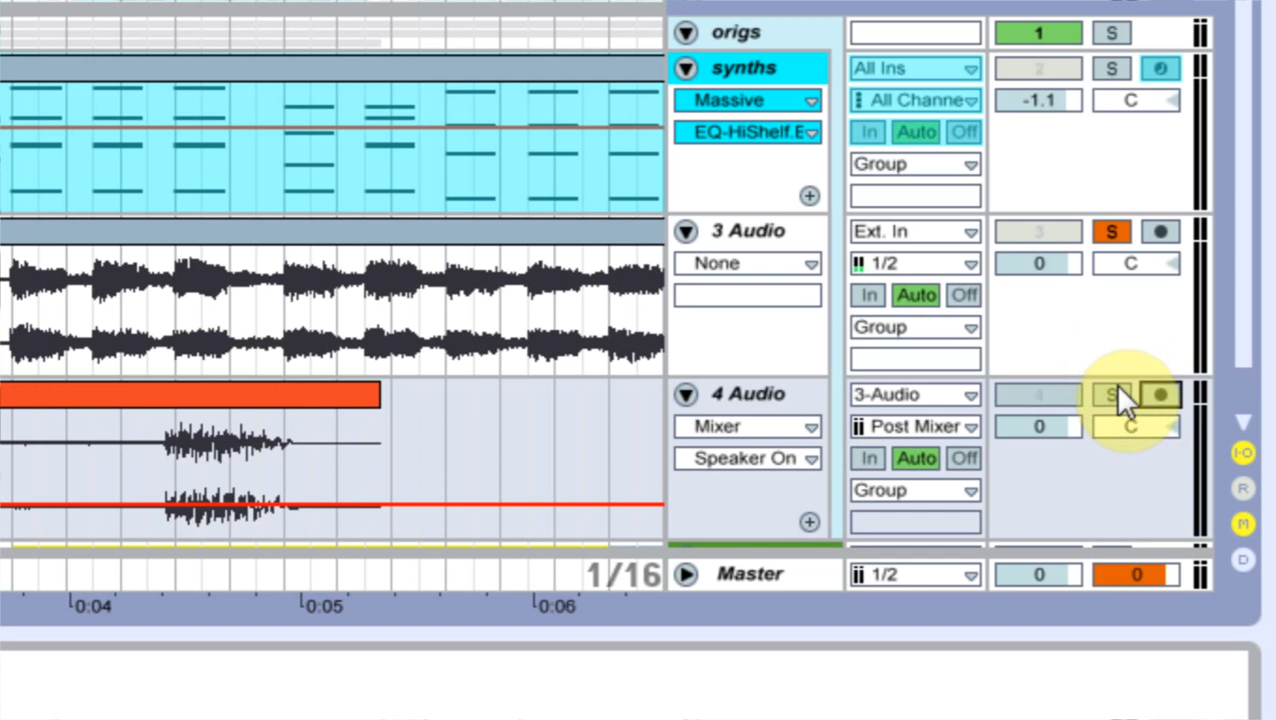 origs 1 S
synths All Ins 2 S
Massive All Channe -1.1 C
EQ-HiShelf.E In Auto Off
Group
3 Audio Ext. In 3 S
None 1/2 0 C
In Auto Off
Group
4 Audio 3-Audio 4 S
Mixer Post Mixer 0 C
Speaker On In Auto Off
I-O
R
Group
M
D
1/16 Master 1/2 0 0
0:04 0:05 0:06